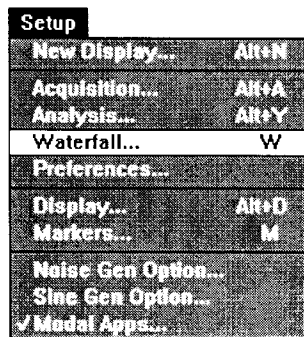 Setup
New Display... Alt+N
Acquisition... Alt+A
Analysis... Alt+Y
Waterfall... W
Preferences...
Display... Alt+D
Markers... M
Noise Gen Option...
Sine Gen Option...
✓Modal Apps...